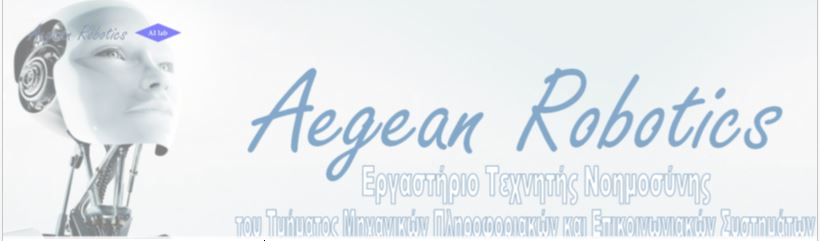 Aegean Robotics AI lab
Aegean Robotics
Εργαστήριο Τεχνητής Νοημοσύνης
του Τμήματος Μηχανικών Πληροφοριακών και Επικοινωνιακών Συστημάτων